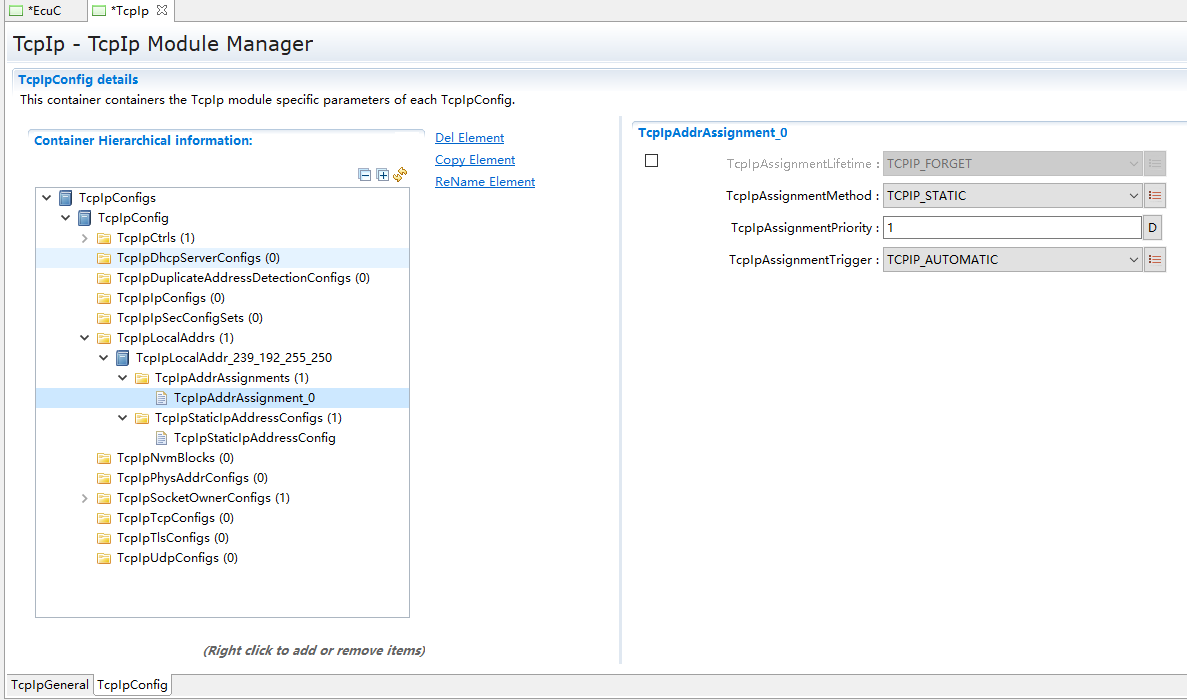 *EcuC *TcpIp
TcpIp - TcpIp Module Manager
TcpIpConfig details
This container containers the TcpIp module specific parameters of each TcpIpConfig.
Container Hierarchical information:
Del Element
Copy Element
ReName Element
TcpIpConfigs
TcpIpConfig
TcpIpCtrls (1)
TcpIpDhcpServerConfigs (0)
TcpIpDuplicateAddressDetectionConfigs (0)
TcpIpIpConfigs (0)
TcpIpIpSecConfigSets (0)
TcpIpLocalAddrs (1)
TcpIpLocalAddr_239_192_255_250
TcpIpAddrAssignments (1)
TcpIpAddrAssignment_0
TcpIpStaticIpAddressConfigs (1)
TcpIpStaticIpAddressConfig
TcpIpNvmBlocks (0)
TcpIpPhysAddrConfigs (0)
TcpIpSocketOwnerConfigs (1)
TcpIpTcpConfigs (0)
TcpIpTlsConfigs (0)
TcpIpUdpConfigs (0)
(Right click to add or remove items)
TcpIpAddrAssignment_0
TcpIpAssignmentLifetime : TCPIP_FORGET
TcpIpAssignmentMethod : TCPIP_STATIC
TcpIpAssignmentPriority : 1 D
TcpIpAssignmentTrigger : TCPIP_AUTOMATIC
TcpIpGeneral TcpIpConfig